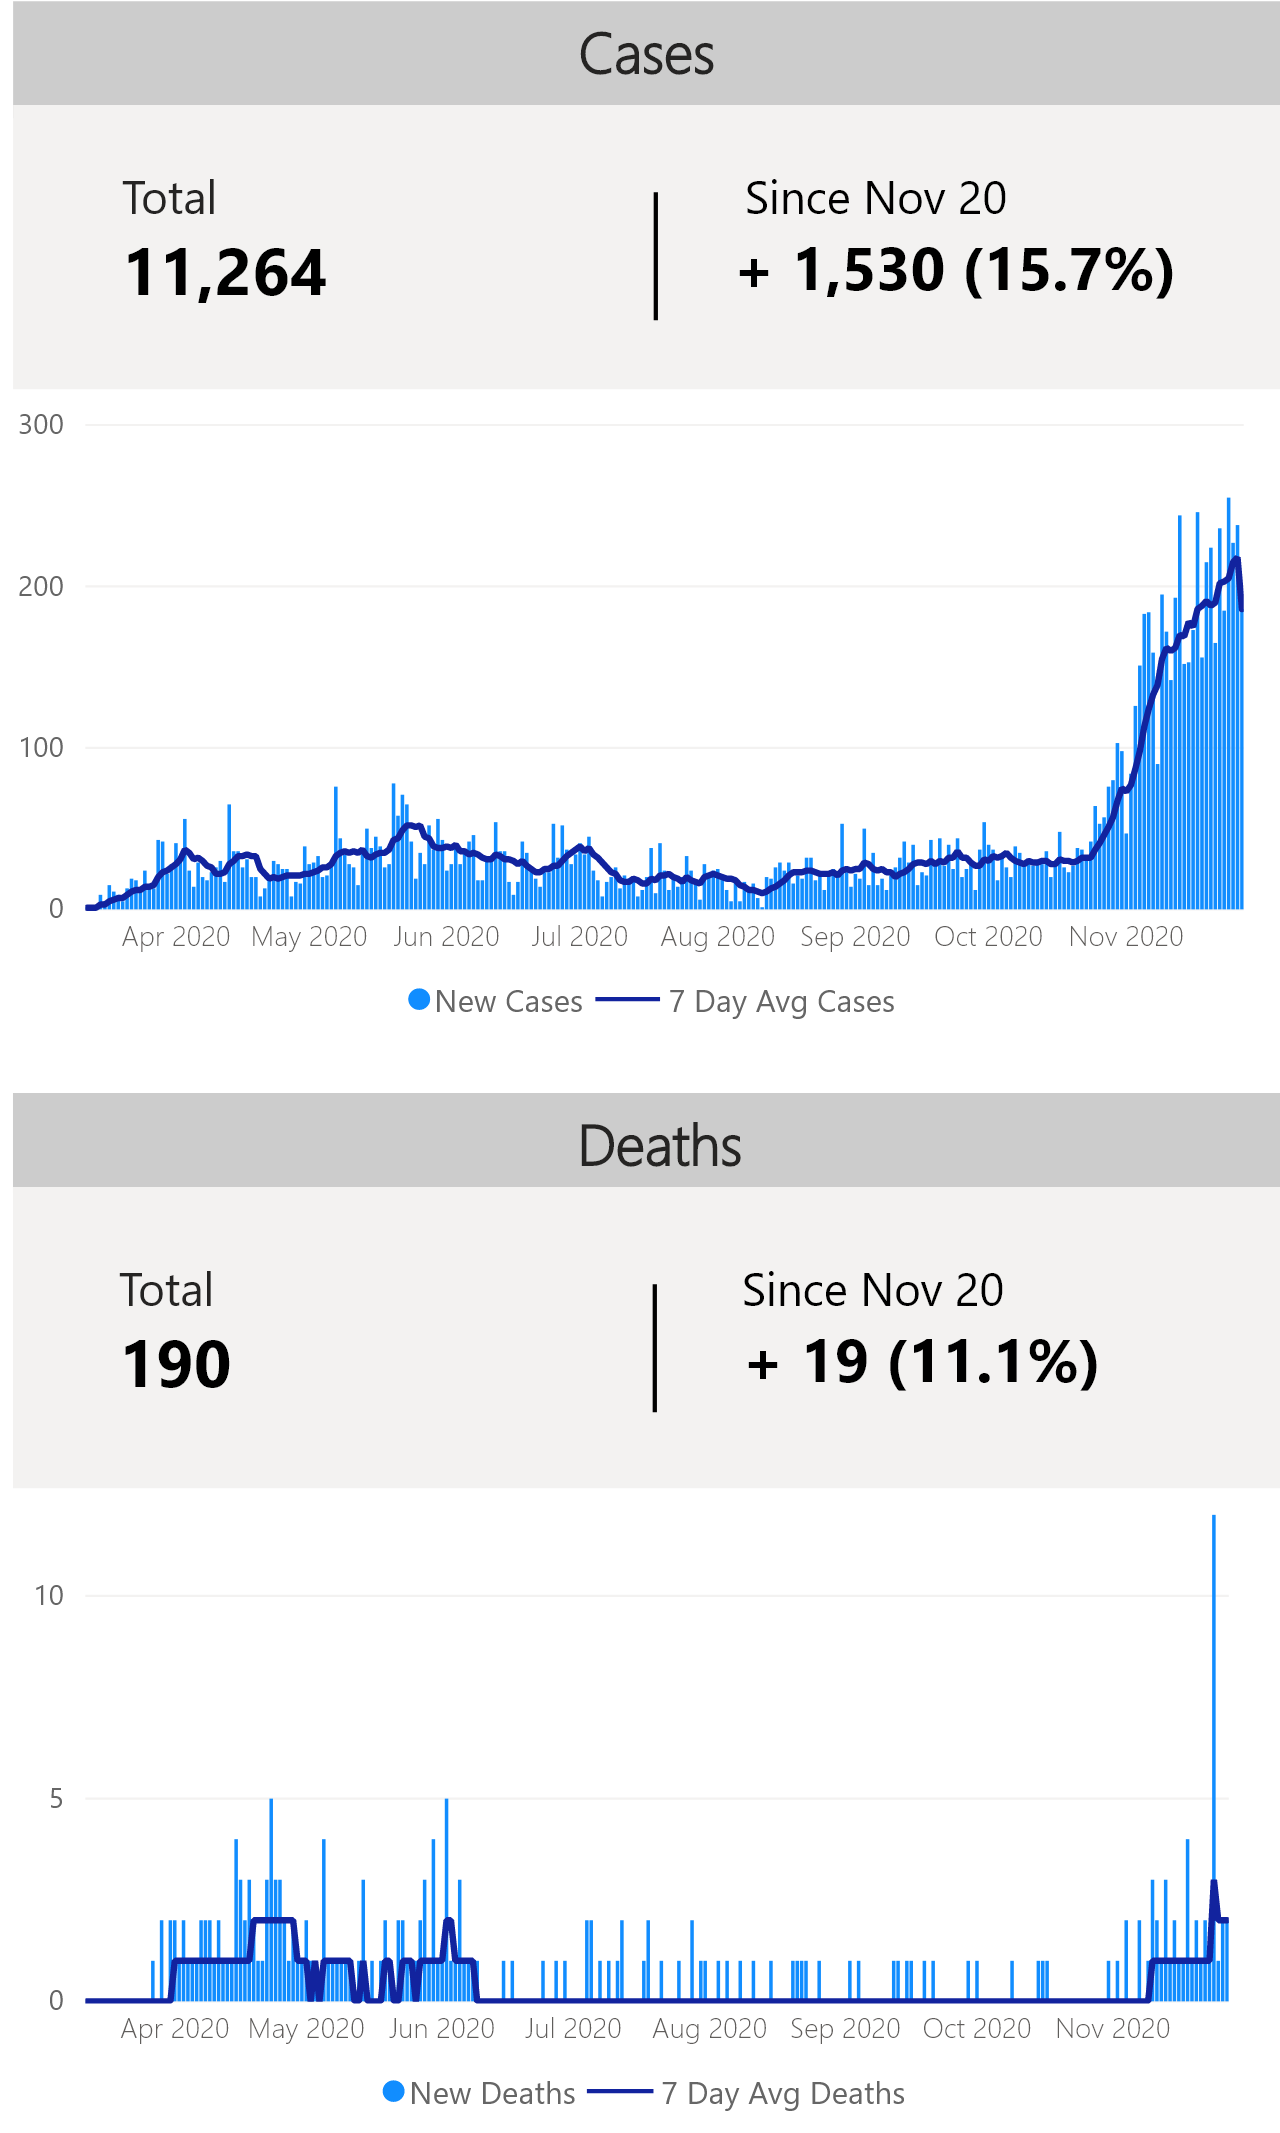 Cases
Total
Since Nov 20
11,264
+ 1,530 (15.7%)
300
200
100
0
Apr 2020 May 2020 Jun 2020 Jul 2020 Aug 2020 Sep 2020 Oct 2020 Nov 2020
New Cases 7 Day Avg Cases
Deaths
Total
Since Nov 20
190
+ 19 (11.1%)
10
5
0
Apr 2020 May 2020 Jun 2020 Jul 2020 Aug 2020 Sep 2020 Oct 2020 Nov 2020
New Deaths 7 Day Avg Deaths